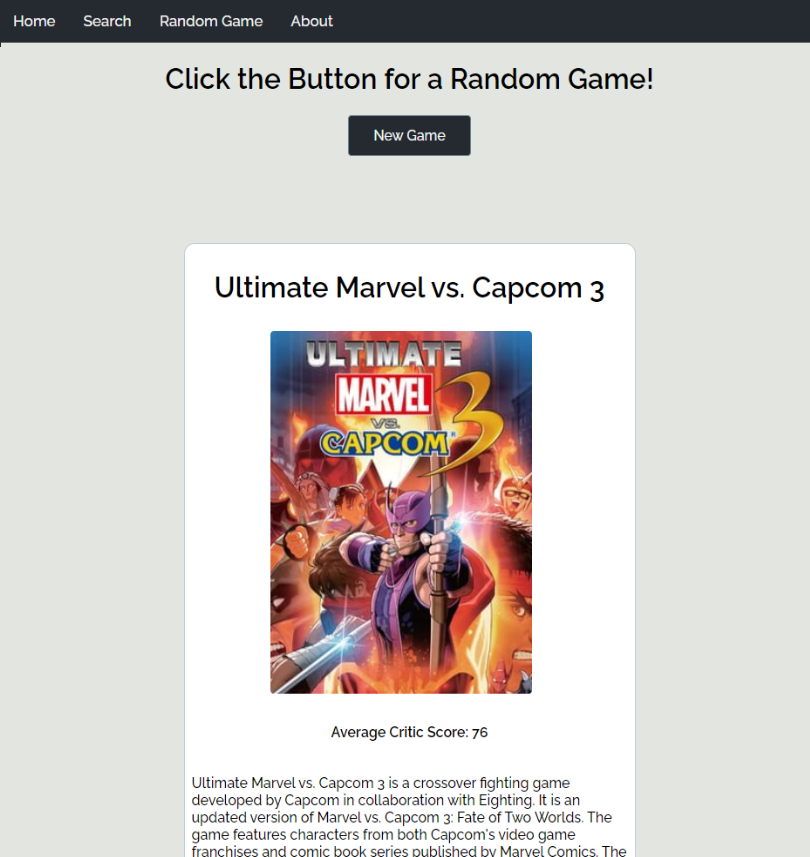 Home Search Random Game About
Click the Button for a Random Game!
New Game
Ultimate Marvel vs. Capcom 3
ULTIMATE
MARVEL
VS.
CAPCOM®
3
Average Critic Score: 76
Ultimate Marvel vs. Capcom 3 is a crossover fighting game
developed by Capcom in collaboration with Eighting. It is an
updated version of Marvel vs. Capcom 3: Fate of Two Worlds. The
game features characters from both Capcom's video game
franchises and comic book series published by Marvel Comics. The